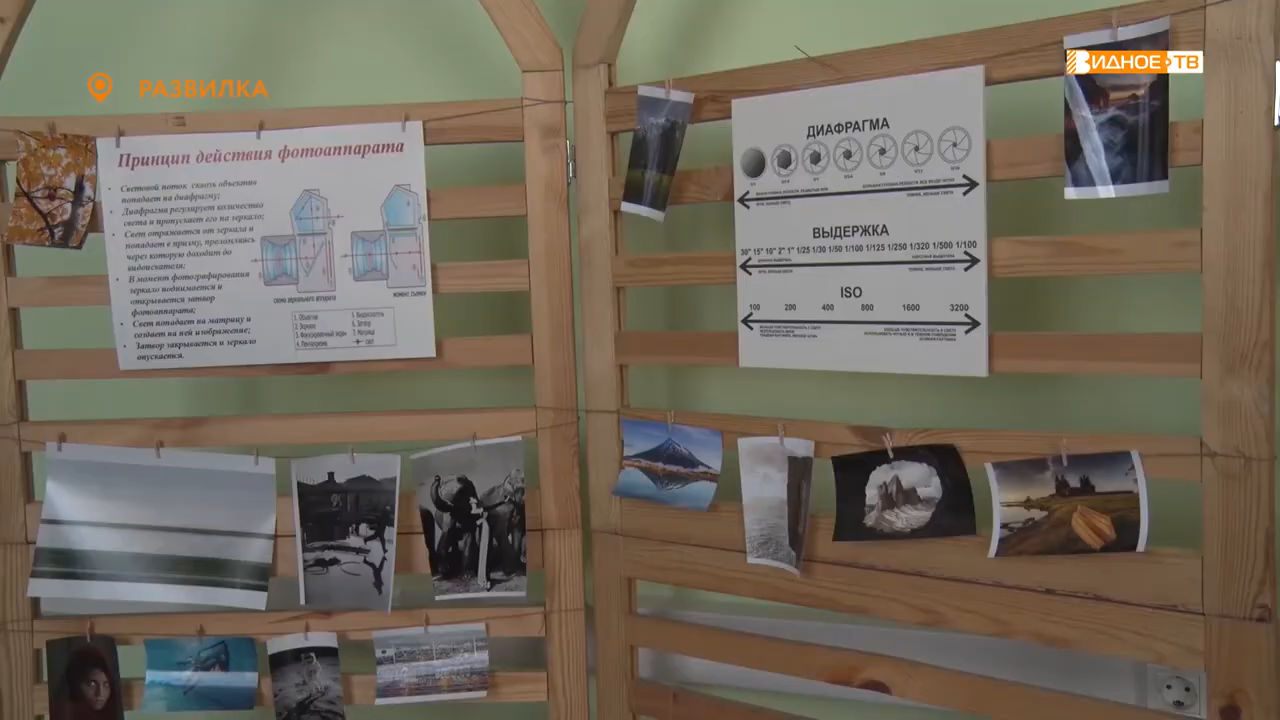 РАЗВИЛКА
ВИДНОЕ ТВ
Принцип действия фотоаппарата
• Световой поток сквозь объектив
попадает на диафрагму;
• Диафрагма регулирует количество
света и пропускает его на зеркало;
• Свет отражается от зеркала и
попадает в призму, преломляясь
через которую доходит до
видоискателя;
• В момент фотографирования
зеркало поднимается и
открывается затвор
фотоаппарата;
• Свет попадает на матрицу и
создает на ней изображение;
• Затвор закрывается и зеркало
опускается.
СХЕМА ЗЕРКАЛЬНОГО АППАРАТА
МОМЕНТ СЪЕМКИ
1. Объектив
2. Зеркало
4. Пентапризма
5. Видоискатель
6. Затвор
7. Матрица
СВЕТ
ДИАФРАГМА
ВЫДЕРЖКА
30" 15" 10" 2" 1" 1/25 1/30 1/50 1/100 1/125 1/250 1/320 1/500 1/100
ISO
100 200 400 800 1600 3200